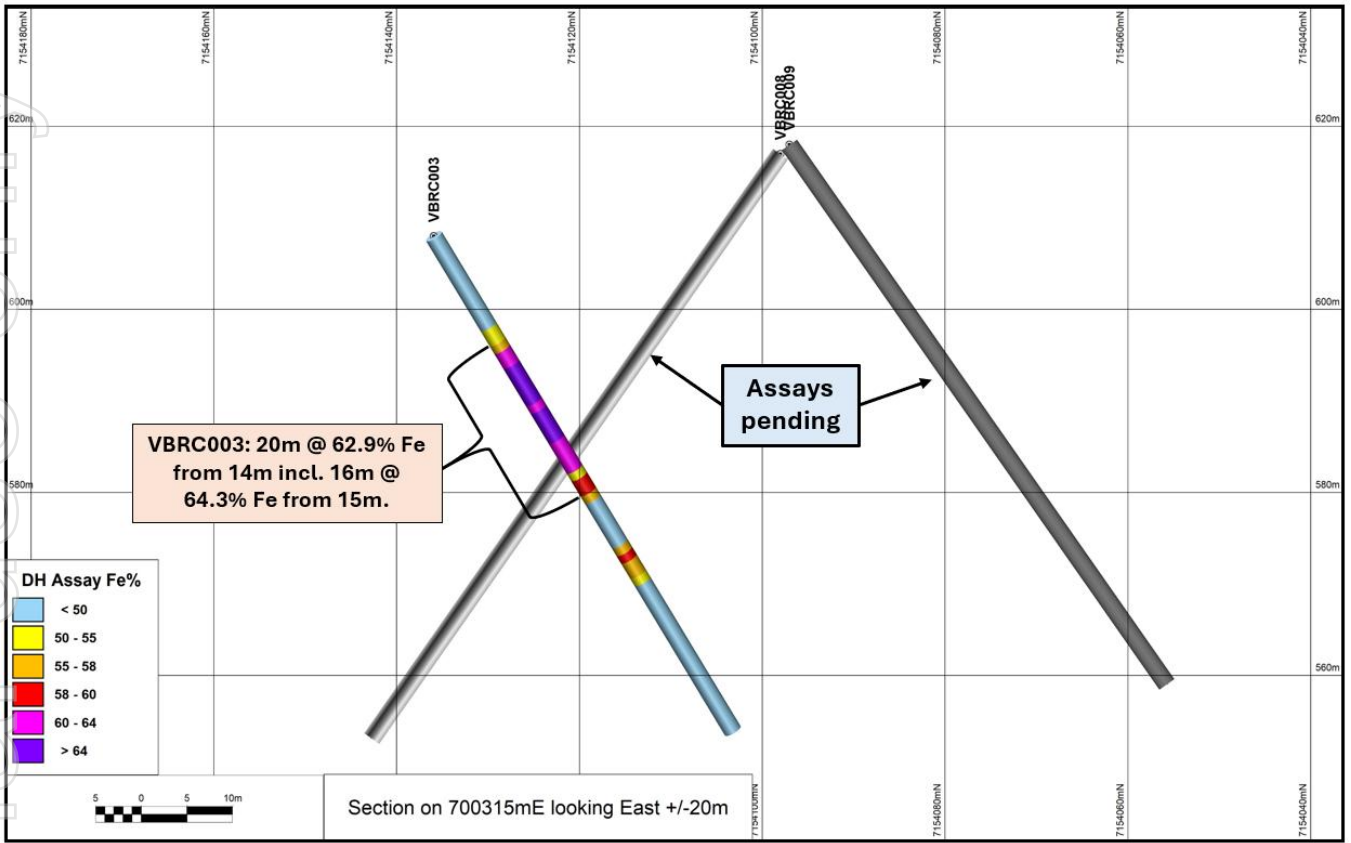 7154180mN
7154160mN
7154140mN
7154120mN
7154100mN
7154080mN
7154060mN
7154040mN
VBRC008
VBRC009
620m
620m
VBRC003
600m
600m
Assays
pending
VBRC003: 20m @ 62.9% Fe
from 14m incl. 16m @
64.3% Fe from 15m.
580m
580m
DH Assay Fe%
< 50
50 - 55
55 - 58
58 - 60
60 - 64
> 64
560m
5 0 5 10m
Section on 700315mE looking East +/-20m
7154100mN
7154080mN
7154060mN
7154040mN